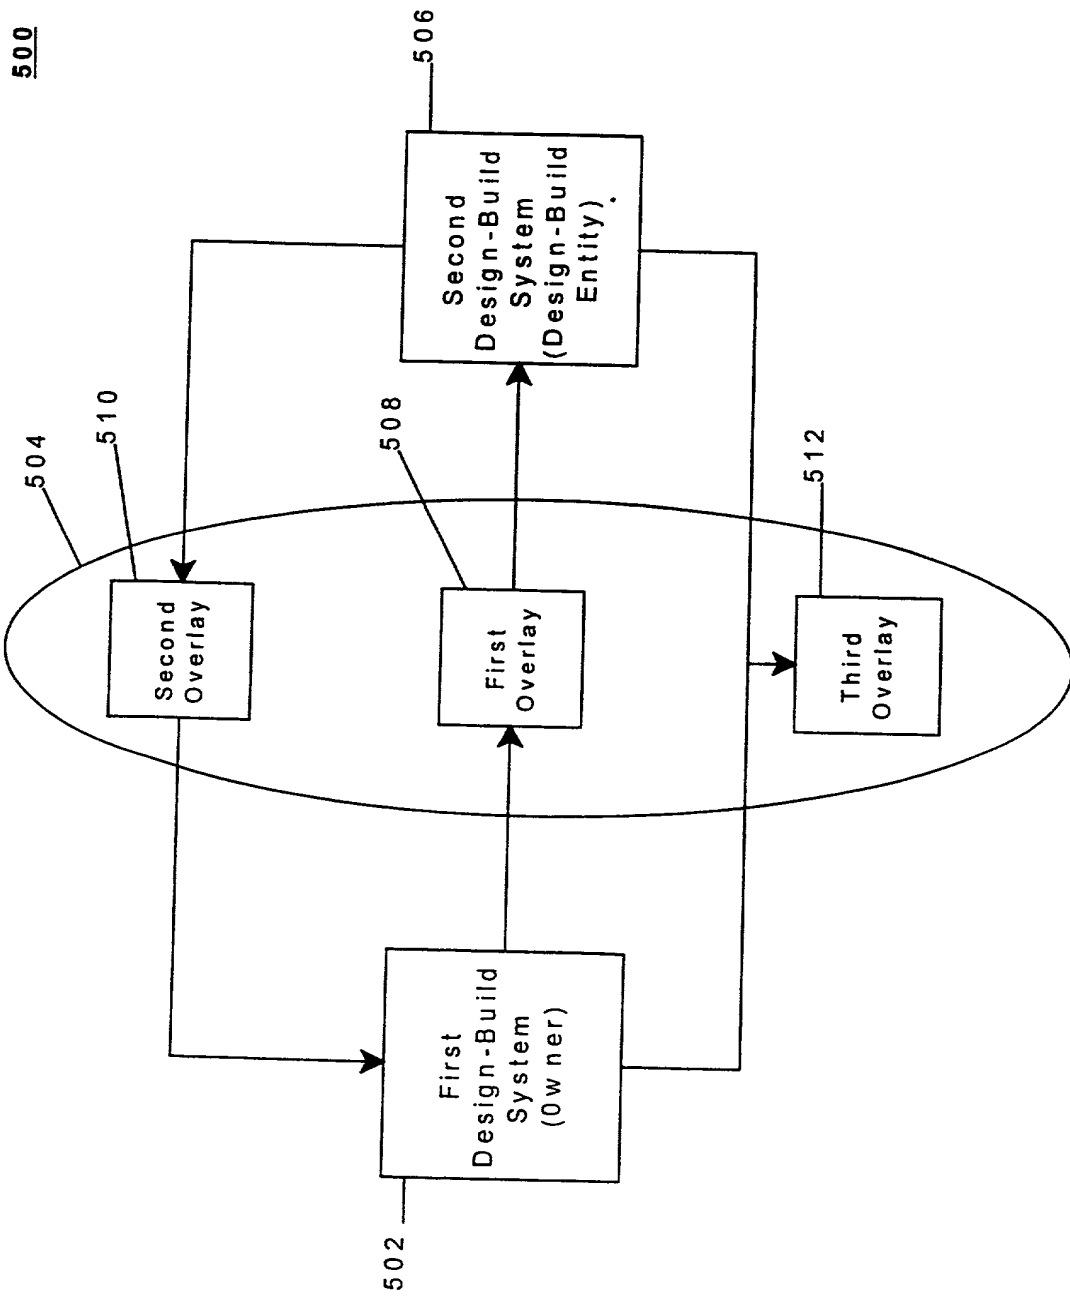 500
504
510
Second
Overlay
508
First
Overlay
506
Second
Design-Build
System
(Design-Build
Entity)
502
First
Design-Build
System
(0wner)
512
Third
Overlay